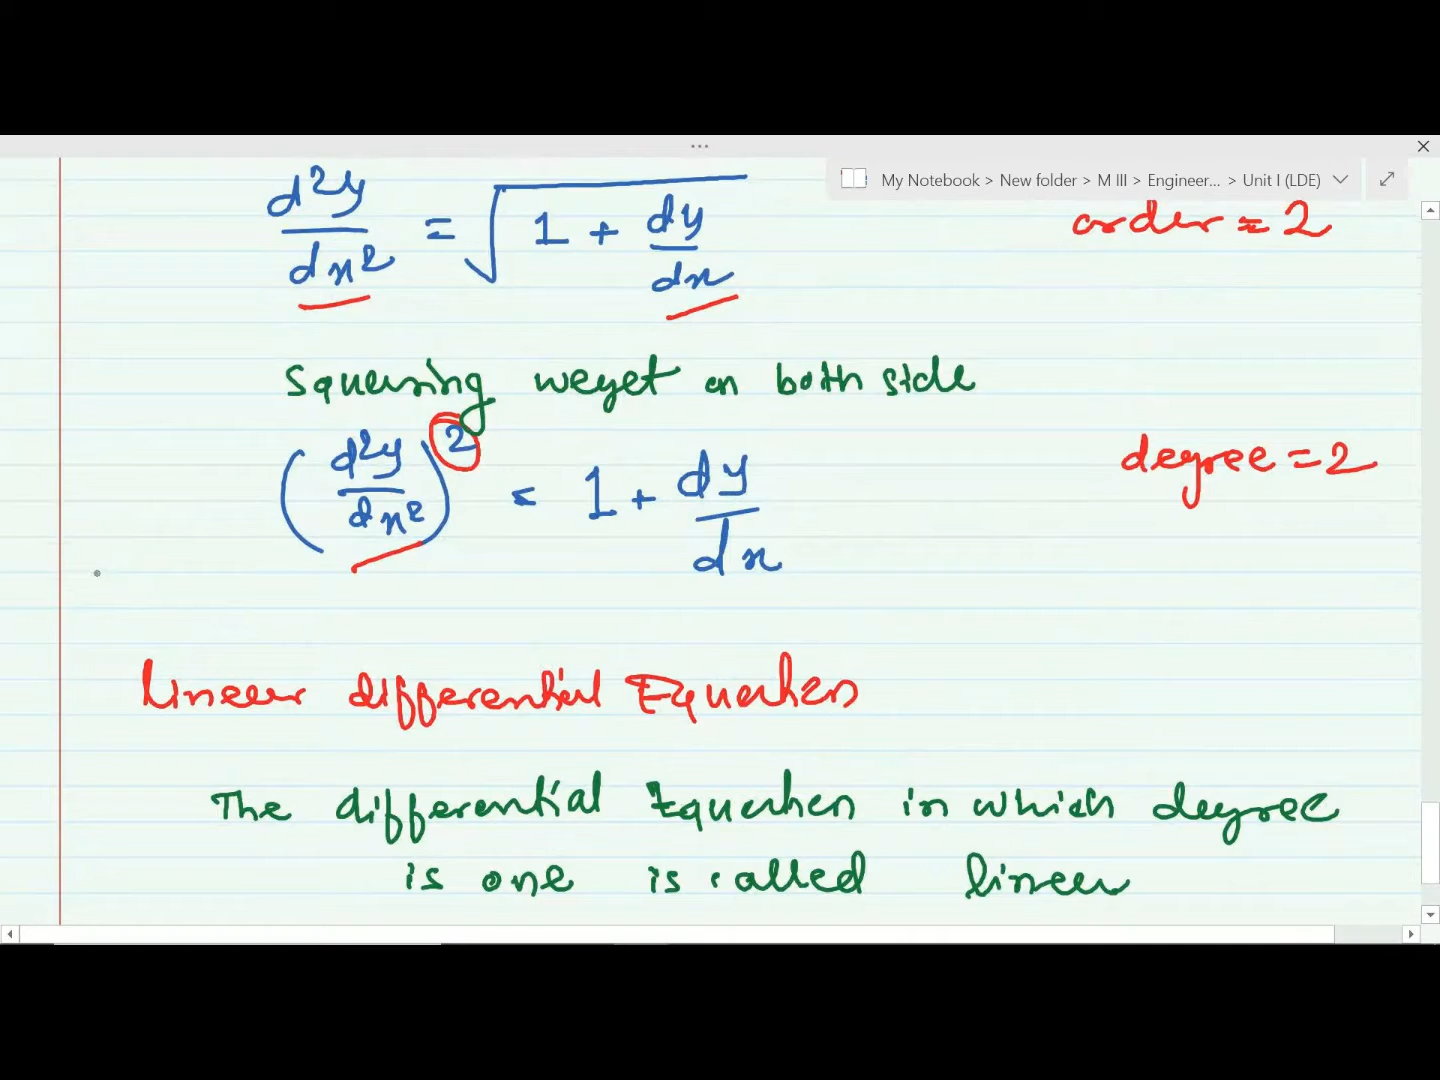 My Notebook > New folder > M III > Engineer... > Unit I (LDE)
d²y/dx² = √(1 + dy/dx)
order = 2
Squaring on both side
(d²y/dx²)² = 1 + dy/dx
degree = 2
Linear differential Equation
The differential Equation in which degree
is one is called linear